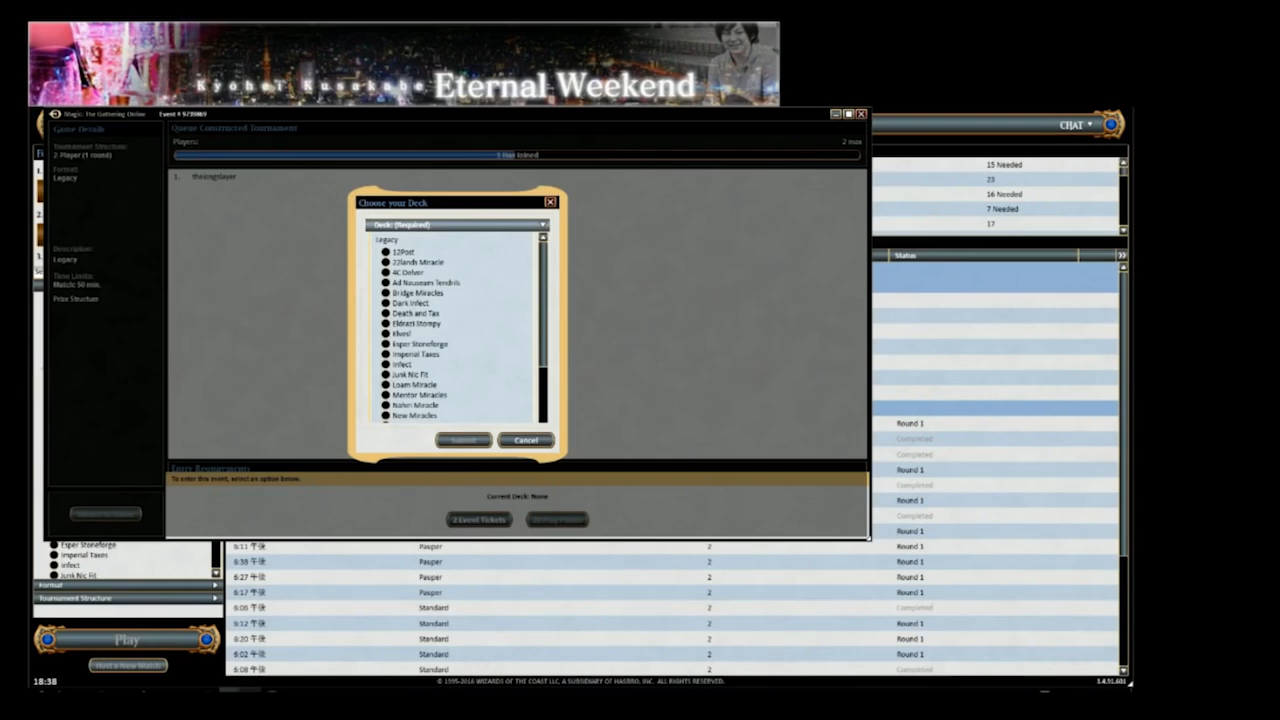 Kyohei Kusakabe Eternal Weekend
Magic: The Gathering Online Event # 9739869
Game Details
Tournament Structure:
2 Player (1 round)
Format:
Legacy
Description:
Legacy
Time Limits:
Match: 50 min.
Prize Structure
Queue Constructed Tournament
Players: 2 max
1 Has Joined
1. thekingslayer
CHAT
15 Needed
23
16 Needed
7 Needed
17
Choose your Deck
Deck: (Required)
Legacy
12Post
22lands Miracle
4C Delver
Ad Nauseam Tendrils
Bridge Miracles
Dark Infect
Death and Tax
Eldrazi Stompy
Elves!
Esper Stoneforge
Imperial Taxes
Infect
Junk Nic Fit
Loam Miracle
Mentor Miracles
Nahiri Miracle
New Miracles
Submit Cancel
Entry Requirements
To enter this event, select an option below.
Current Deck: None
2 Event Tickets
Status
Round 1
Completed
Completed
Round 1
Completed
Round 1
Completed
Round 1
Esper Stoneforge
Imperial Taxes
Infect
Junk Nic Fit
Format
Tournament Structure
Play
Host a New Match
18:38
6:11 午後 Pauper 2 Round 1
6:38 午後 Pauper 2 Round 1
6:27 午後 Pauper 2 Round 1
6:17 午後 Pauper 2 Round 1
6:06 午後 Standard 2 Completed
6:12 午後 Standard 2 Round 1
6:20 午後 Standard 2 Round 1
6:02 午後 Standard 2 Round 1
6:08 午後 Standard 2 Completed
© 1995-2016 WIZARDS OF THE COAST LLC, A SUBSIDIARY OF HASBRO, INC. ALL RIGHTS RESERVED.
3.4.91.601